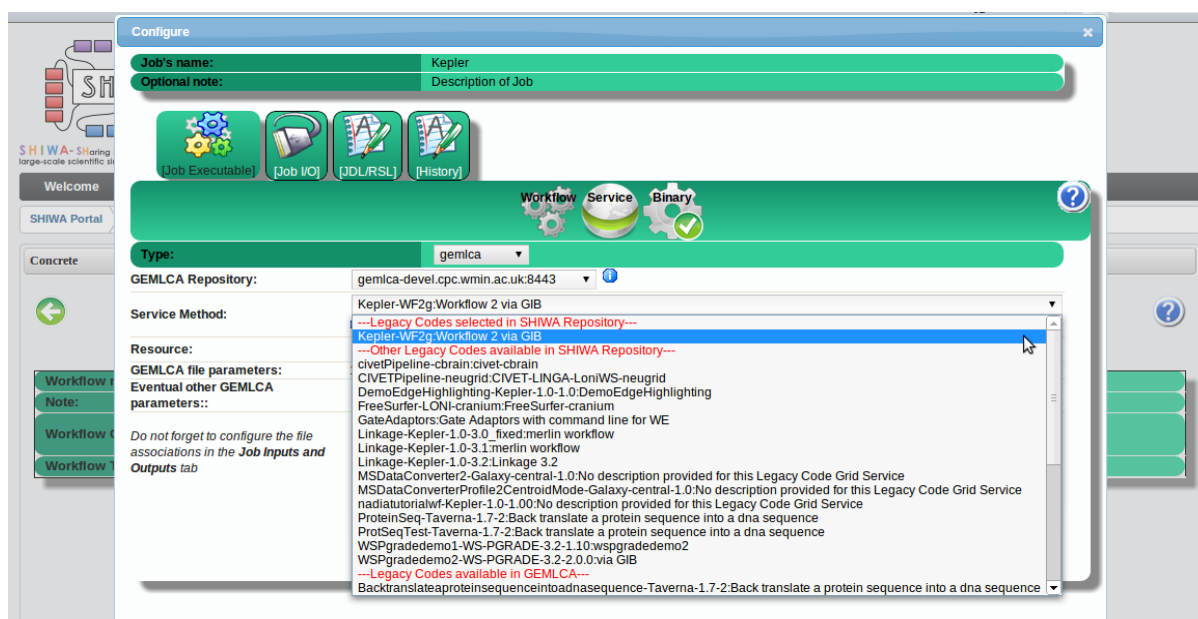 Configure
Job's name: Kepler
Optional note: Description of Job
SH
SHIWA-SHaring
large-scale scientific
[Job Executable] [Job I/O] [JDL/RSL] [History]
Welcome
Workflow Service Binary
SHIWA Portal
Type: gemlca
Concrete
GEMLCA Repository: gemlca-devel.cpc.wmin.ac.uk:8443
Service Method: Kepler-WF2g:Workflow 2 via GIB
---Legacy Codes selected in SHIWA Repository---
Kepler-WF2g:Workflow 2 via GIB
Resource:
---Other Legacy Codes available in SHIWA Repository---
GEMLCA file parameters:
civetPipeline-cbrain:civet-cbrain
CIVETPipeline-neugrid:CIVET-LINGA-LoniWS-neugrid
Eventual other GEMLCA
parameters::
DemoEdgeHighlighting-Kepler-1.0-1.0:DemoEdgeHighlighting
FreeSurfer-LONI-cranium:FreeSurfer-cranium
GateAdaptors:Gate Adaptors with command line for WE
Linkage-Kepler-1.0-3.0_fixed:merlin workflow
Linkage-Kepler-1.0-3.1:merlin workflow
Linkage-Kepler-1.0-3.2:Linkage 3.2
MSDataConverter2-Galaxy-central-1.0:No description provided for this Legacy Code Grid Service
MSDataConverterProfile2CentroidMode-Galaxy-central-1.0:No description provided for this Legacy Code Grid Service
nadiatutorialwf-Kepler-1.0-1.00:No description provided for this Legacy Code Grid Service
ProteinSeq-Taverna-1.7-2:Back translate a protein sequence into a dna sequence
ProtSeqTest-Taverna-1.7-2:Back translate a protein sequence into a dna sequence
WSPgradedemo1-WS-PGRADE-3.2-1.10:wspgradedemo2
WSPgradedemo2-WS-PGRADE-3.2-2.0.0:via GIB
---Legacy Codes available in GEMLCA---
Backtranslateaproteinsequenceintoadnasequence-Taverna-1.7-2:Back translate a protein sequence into a dna sequence
Do not forget to configure the file
associations in the Job Inputs and
Outputs tab
Workflow
Note:
Workflow
Workflow